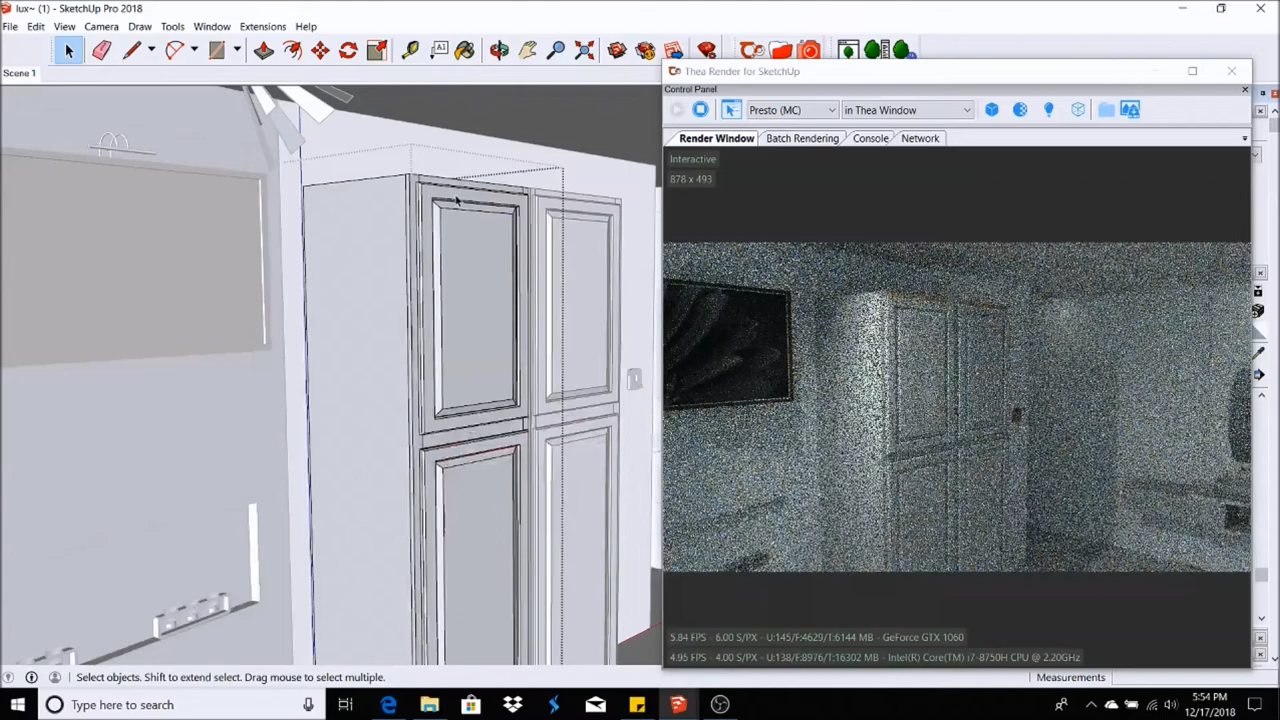 lux~ (1) - SketchUp Pro 2018
File Edit View Camera Draw Tools Window Extensions Help
Scene 1
Thea Render for SketchUp
Control Panel
Presto (MC) in Thea Window
Render Window Batch Rendering Console Network
Interactive
878 x 493
5.84 FPS - 6.00 S/PX - U:145/F:4629/T:6144 MB - GeForce GTX 1060
4.95 FPS - 4.00 S/PX - U:138/F:8976/T:16302 MB - Intel(R) Core(TM) i7-8750H CPU @ 2.20GHz
Select objects. Shift to extend select. Drag mouse to select multiple.
Measurements
Type here to search
5:54 PM
12/17/2018